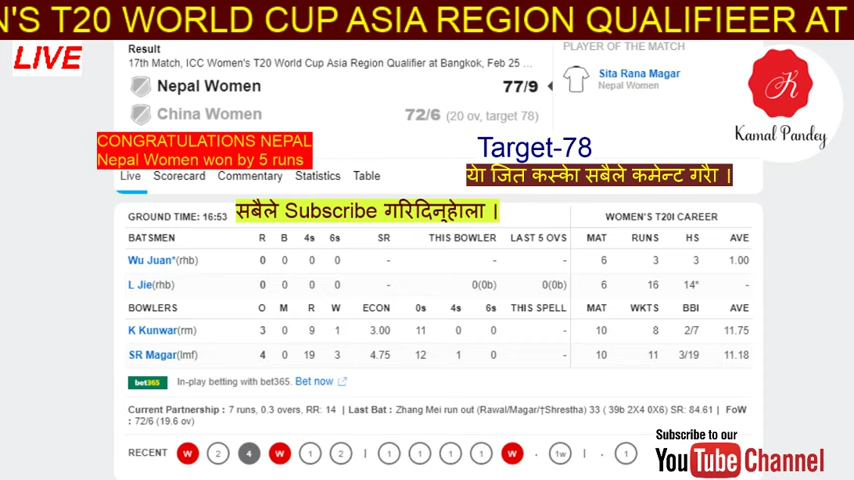 N'S T20 WORLD CUP ASIA REGION QUALIFIEER AT
LIVE
Result
17th Match, ICC Women's T20 World Cup Asia Region Qualifier at Bangkok, Feb 25 ...
Nepal Women 77/9
China Women 72/6 (20 ov, target 78)
PLAYER OF THE MATCH
Sita Rana Magar
Nepal Women
K
Kamal Pandey
CONGRATULATIONS NEPAL
Nepal Women won by 5 runs
Target-78
याे जित कस्काे सबैले कमेन्ट गराै ।
Live Scorecard Commentary Statistics Table
सबैले Subscribe गरिदिनुहाेला ।
GROUND TIME: 16:53 WOMEN'S T20I CAREER
BATSMEN R B 4s 6s SR THIS BOWLER LAST 5 OVS MAT RUNS HS AVE
Wu Juan*(rhb) 0 0 0 0 - - - 6 3 3 1.00
L Jie(rhb) 0 0 0 0 - 0(0b) 0(0b) 6 16 14* -
BOWLERS O M R W ECON 0s 4s 6s THIS SPELL MAT WKTS BBI AVE
K Kunwar(rm) 3 0 9 1 3.00 11 0 0 - 10 8 2/7 11.75
SR Magar(lmf) 4 0 19 3 4.75 12 1 0 - 10 11 3/19 11.18
bet365 In-play betting with bet365. Bet now
Current Partnership : 7 runs, 0.3 overs, RR: 14 | Last Bat : Zhang Mei run out (Rawal/Magar/†Shrestha) 33 ( 39b 2X4 0X6) SR: 84.61 | FoW
: 72/6 (19.6 ov)
RECENT W 2 4 W 1 2 | 1 1 1 1 W · 1w | · 1
Subscribe to our
YouTube Channel